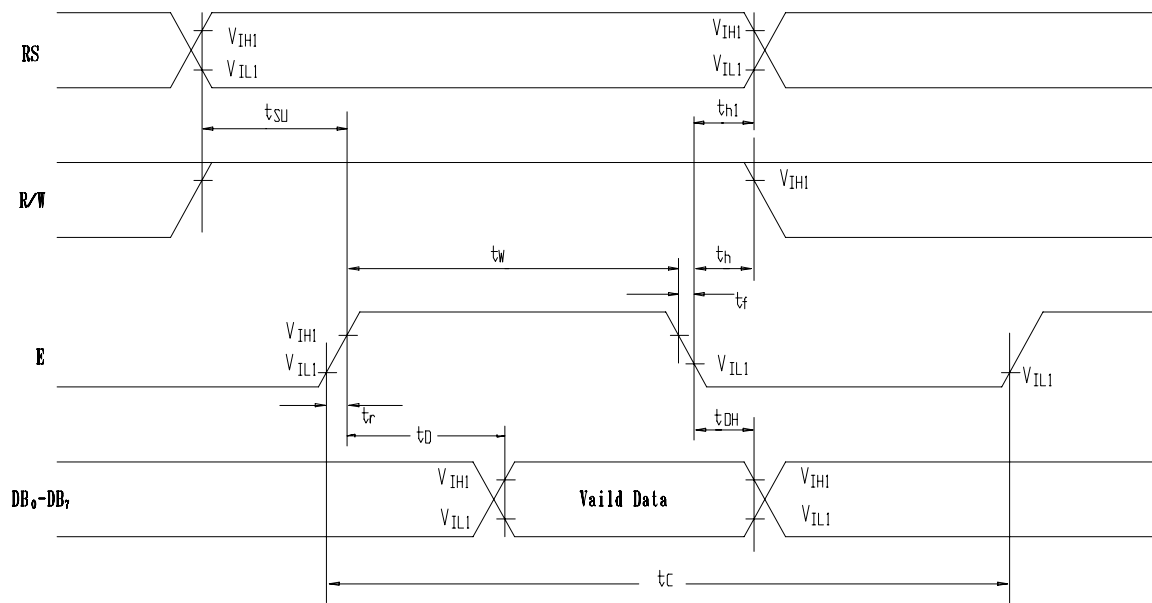 RS
VIH1
VIL1
VIH1
VIL1
tSU
th1
R/W
VIH1
tW
th
tf
E
VIH1
VIL1
VIL1
VIL1
tr
tD
tDH
DB0-DB7
VIH1
VIL1
Vaild Data
VIH1
VIL1
tC